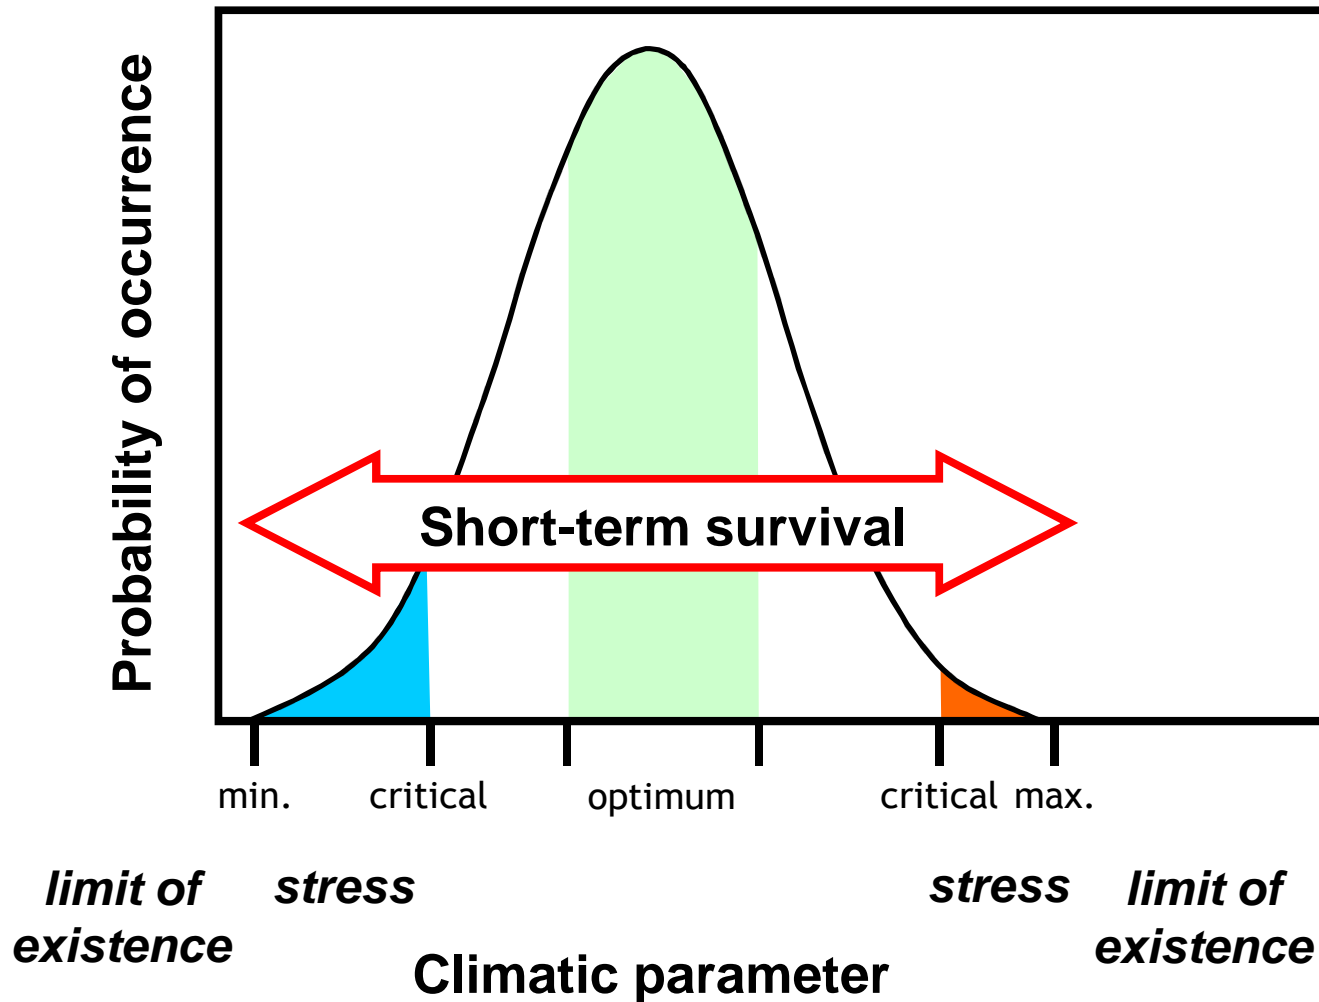 Probability of occurrence
Short-term survival
min. critical optimum critical max.
limit of existence
stress
stress
limit of existence
Climatic parameter